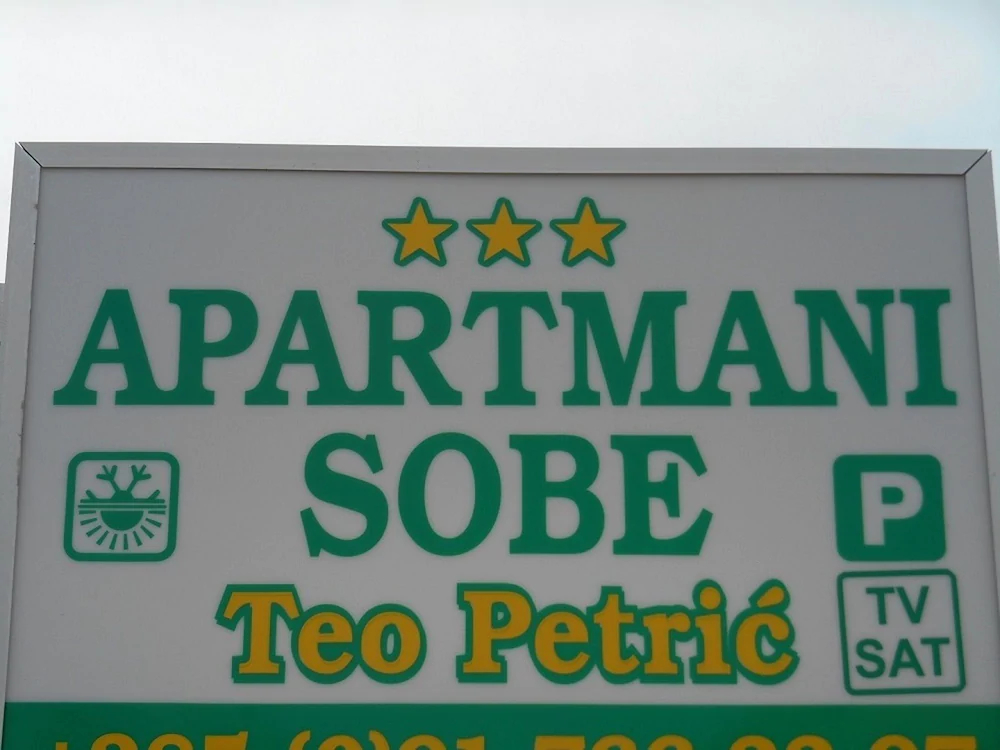 APARTMANI
SOBE
P
Teo Petrić
TV
SAT